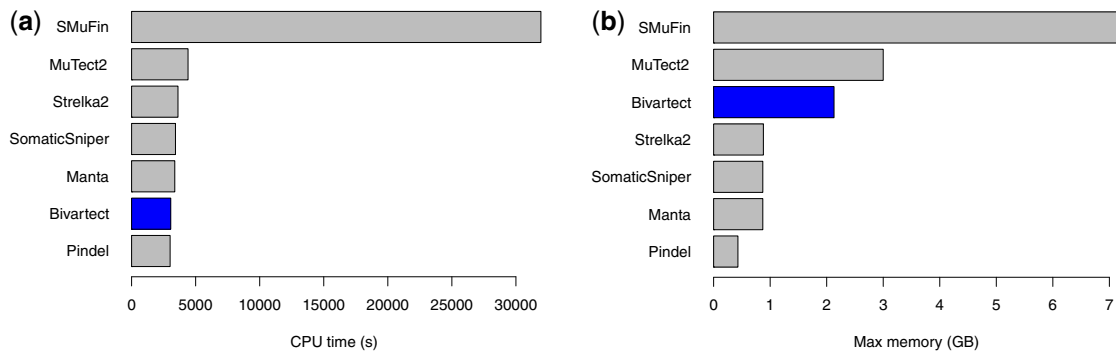 (a)
SMuFin
MuTect2
Strelka2
SomaticSniper
Manta
Bivartect
Pindel
0 5000 10000 15000 20000 25000 30000
CPU time (s)
(b)
SMuFin
MuTect2
Bivartect
Strelka2
SomaticSniper
Manta
Pindel
0 1 2 3 4 5 6 7
Max memory (GB)